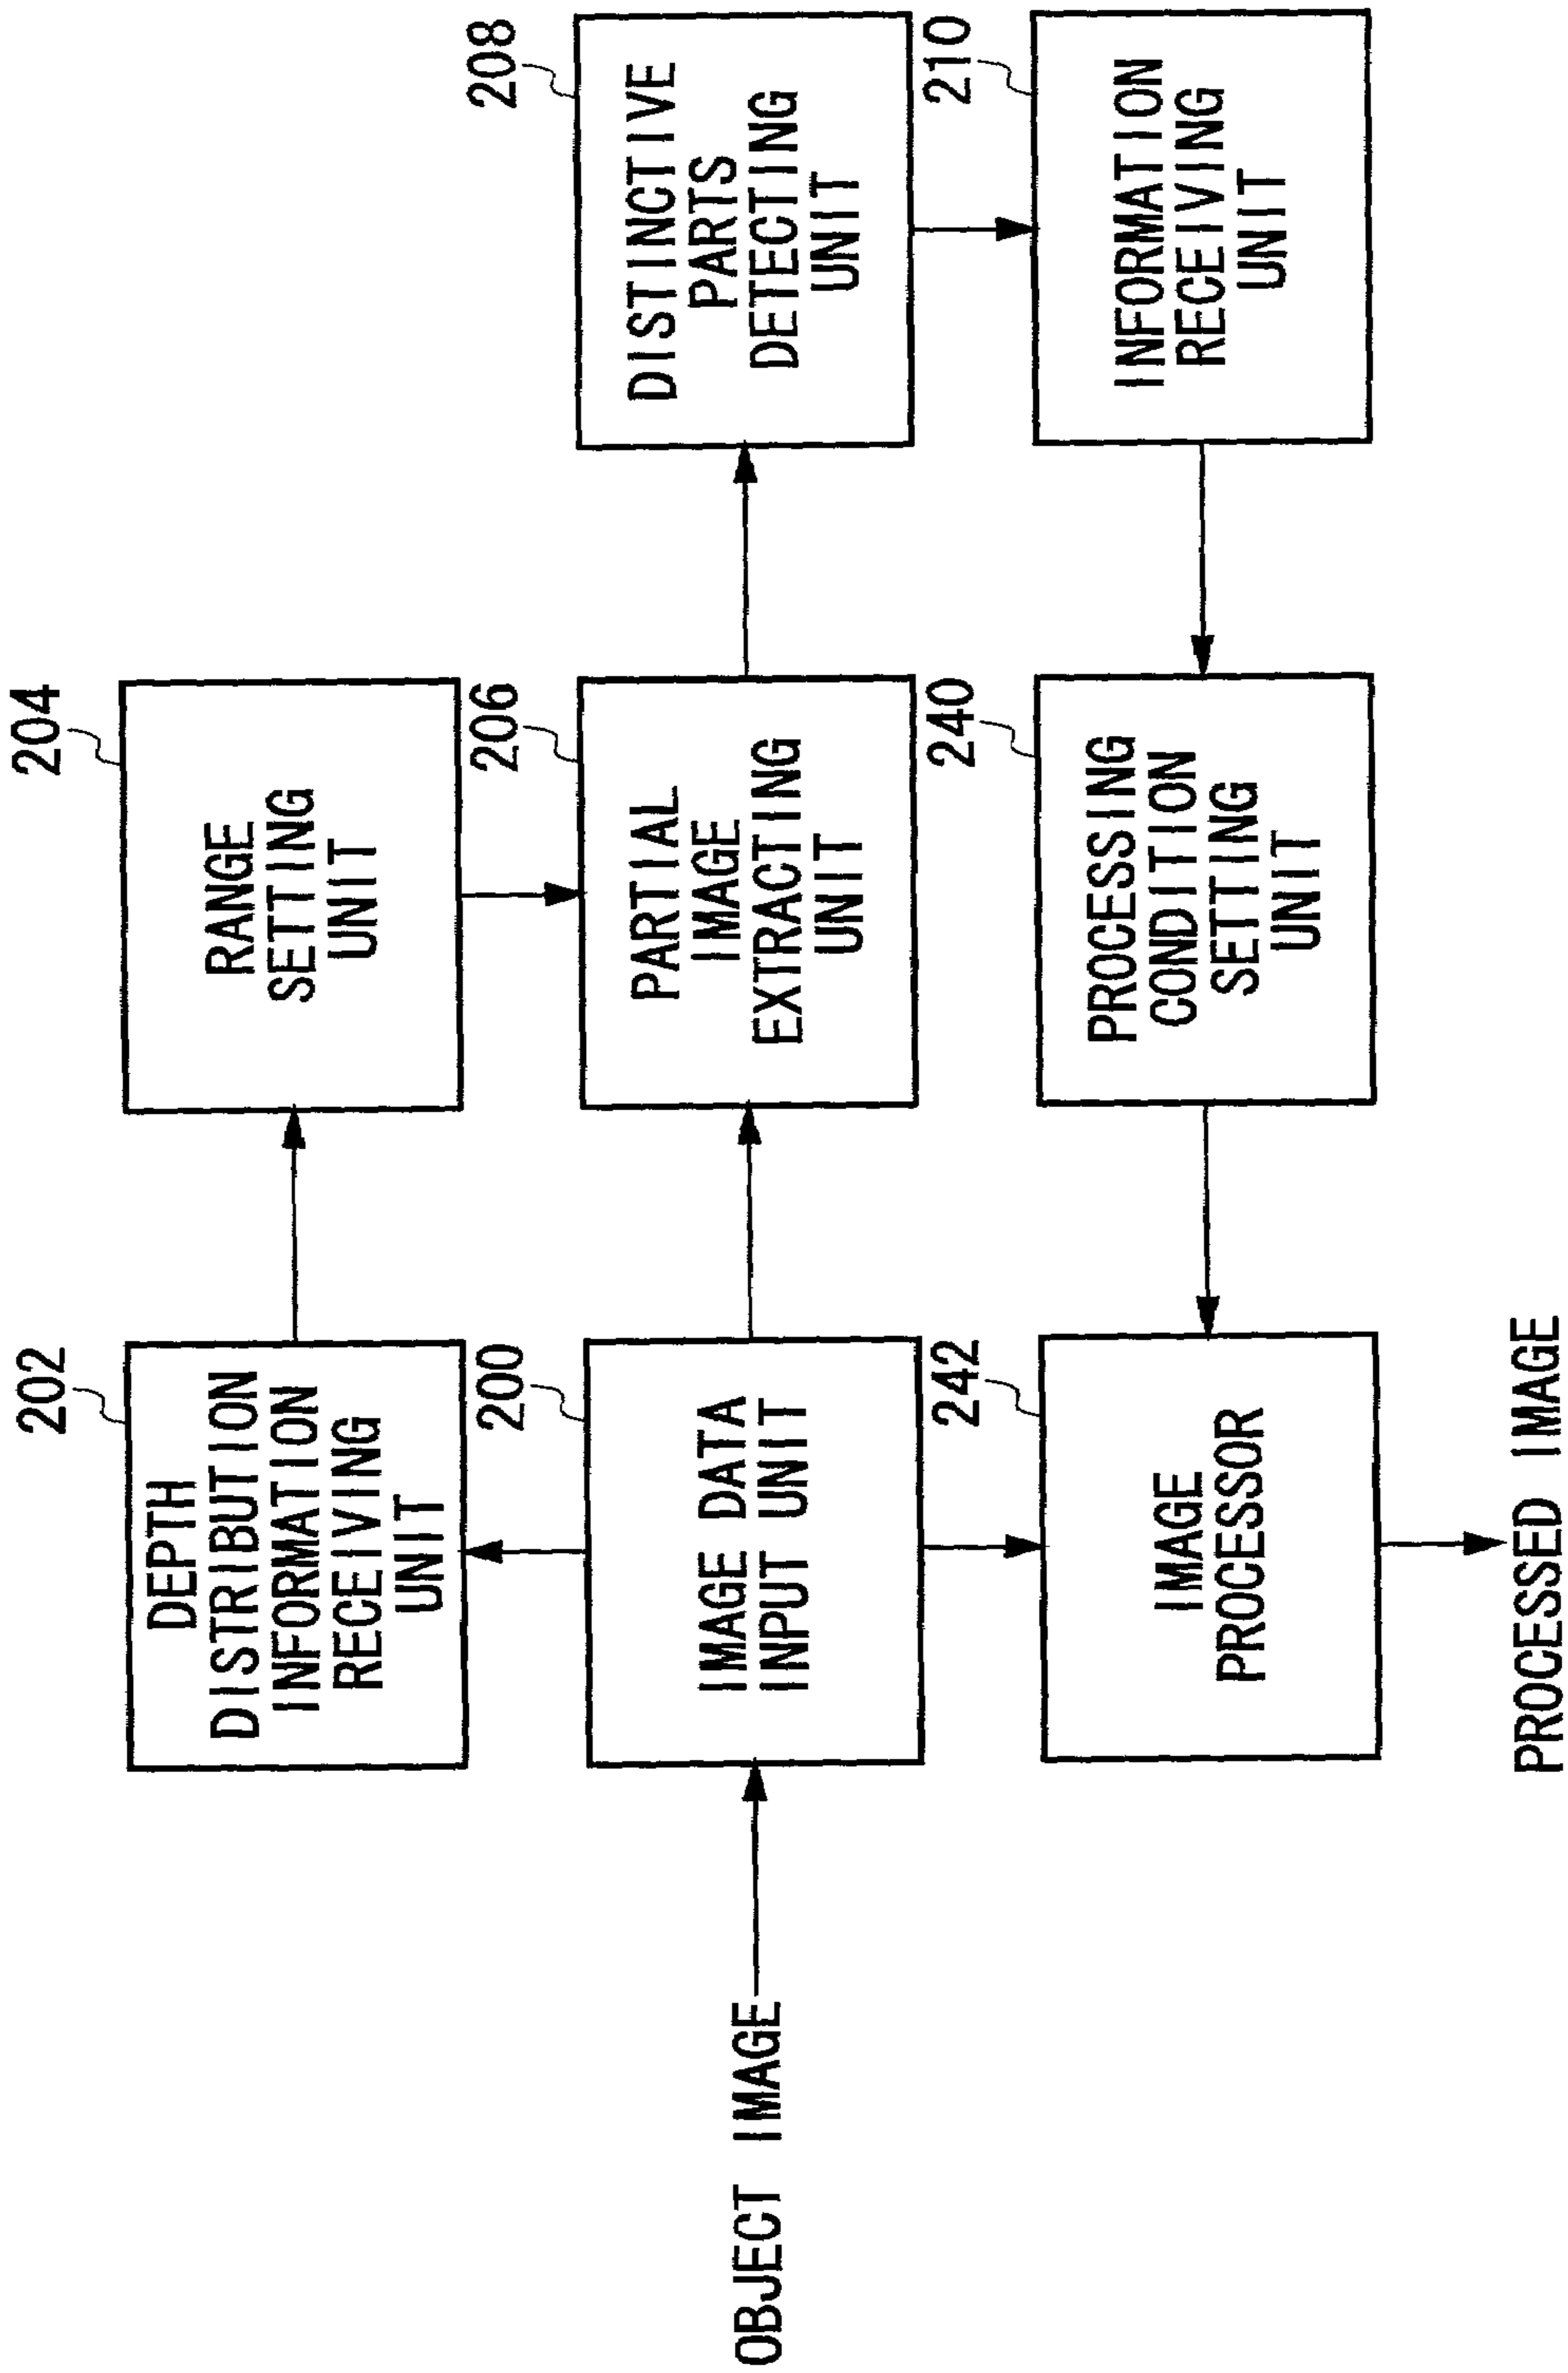 202
DEPTH
DISTRIBUTION
INFORMATION
RECEIVING
UNIT
204
RANGE
SETTING
UNIT
OBJECT IMAGE
200
IMAGE DATA
INPUT UNIT
206
PARTIAL
IMAGE
EXTRACTING
UNIT
208
DISTINCTIVE
PARTS
DETECTING
UNIT
242
IMAGE
PROCESSOR
240
PROCESSING
CONDITION
SETTING
UNIT
210
INFORMATION
RECEIVING
UNIT
PROCESSED IMAGE